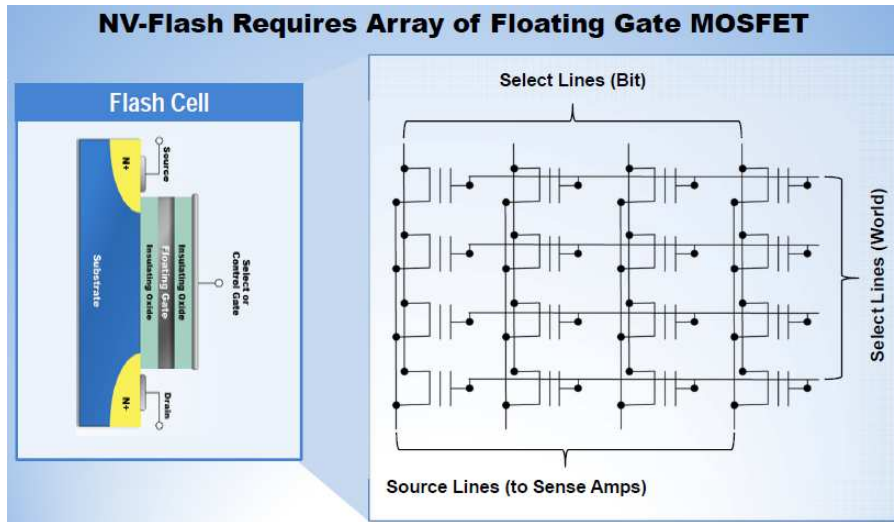 NV-Flash Requires Array of Floating Gate MOSFET
Flash Cell
N+
Source
Substrate
Insulating Oxide
Floating Gate
Insulating Oxide
Select or
Control Gate
N+
Drain
Select Lines (Bit)
Select Lines (World)
Source Lines (to Sense Amps)